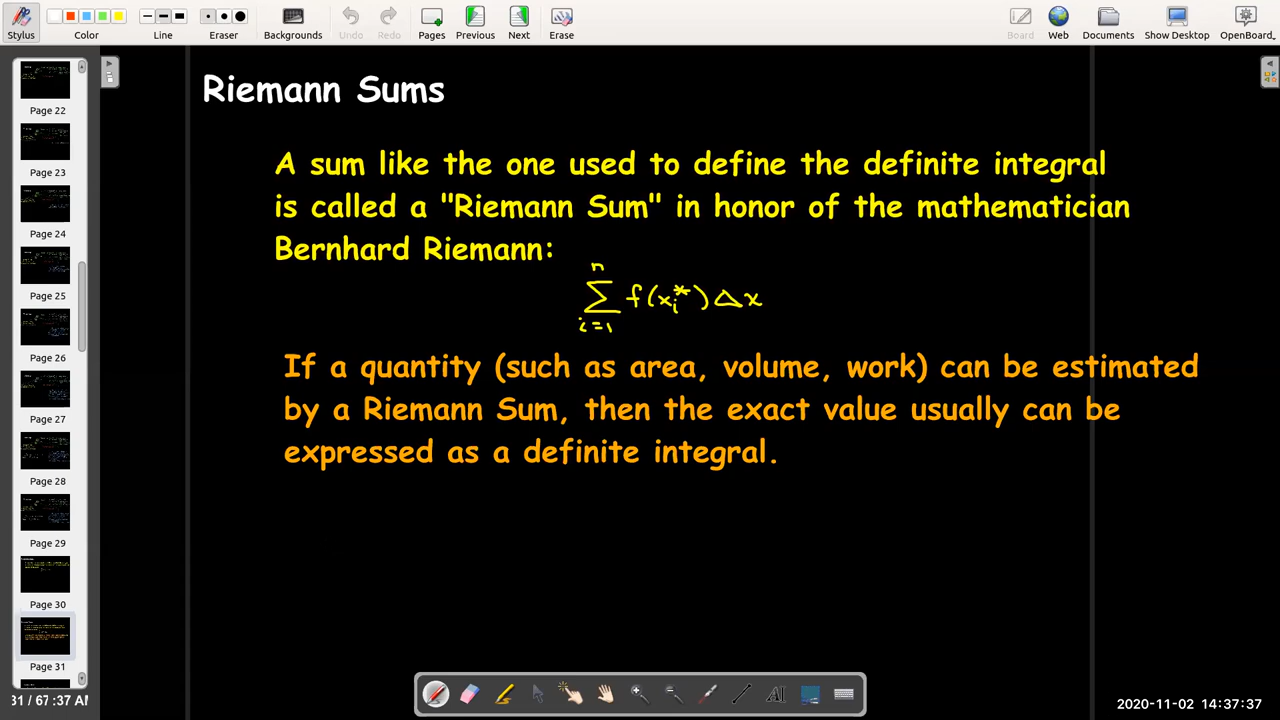 Stylus
Color
Line
Eraser
Backgrounds
Undo
Redo
Pages
Previous
Next
Erase
Board
Web
Documents
Show Desktop
OpenBoard
Page 22
Page 23
Page 24
Page 25
Page 26
Page 27
Page 28
Page 29
Page 30
Page 31
Riemann Sums
A sum like the one used to define the definite integral
is called a "Riemann Sum" in honor of the mathematician
Bernhard Riemann:
n
∑ f(xᵢ*)Δx
i=1
If a quantity (such as area, volume, work) can be estimated
by a Riemann Sum, then the exact value usually can be
expressed as a definite integral.
AI
2020-11-02 14:37:37